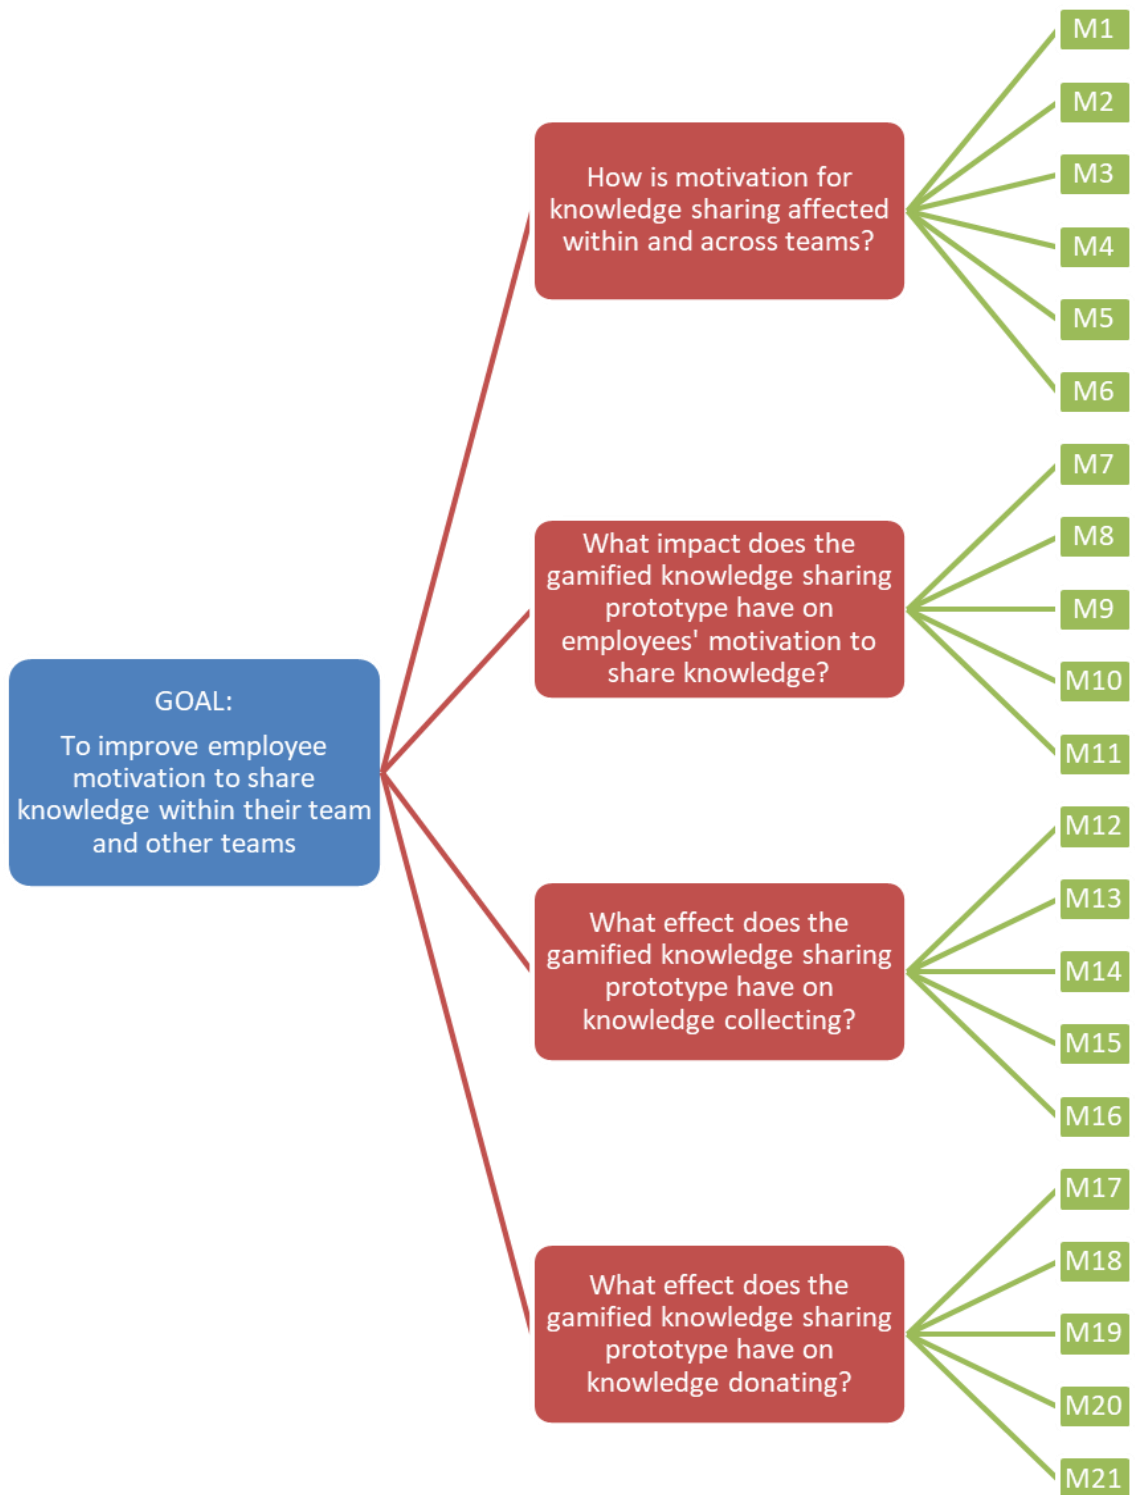 GOAL:
To improve employee
motivation to share
knowledge within their team
and other teams
How is motivation for
knowledge sharing affected
within and across teams?
M1
M2
M3
M4
M5
M6
What impact does the
gamified knowledge sharing
prototype have on
employees' motivation to
share knowledge?
M7
M8
M9
M10
M11
What effect does the
gamified knowledge sharing
prototype have on
knowledge collecting?
M12
M13
M14
M15
M16
What effect does the
gamified knowledge sharing
prototype have on
knowledge donating?
M17
M18
M19
M20
M21